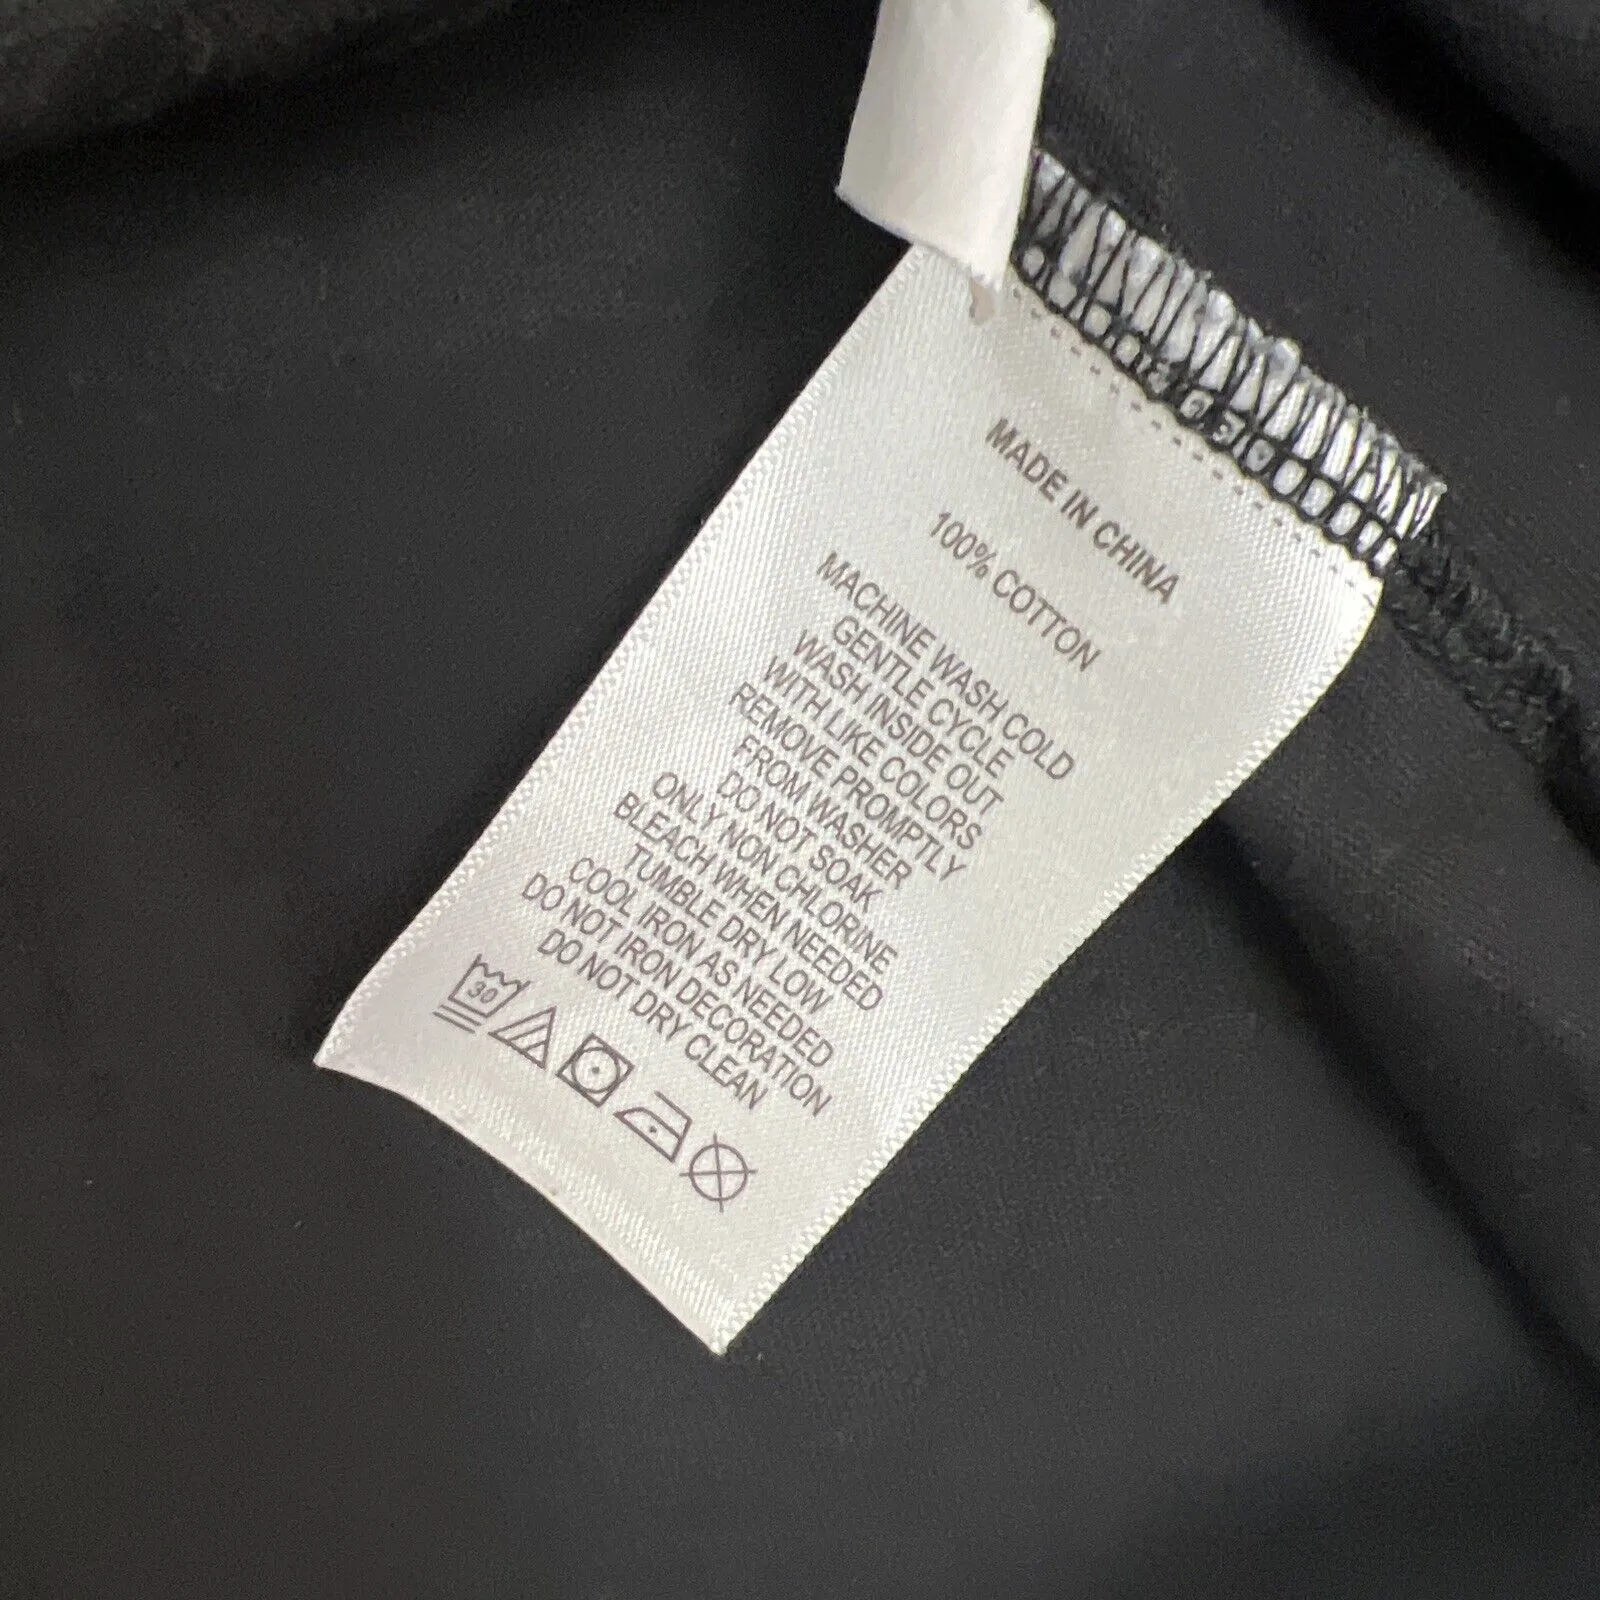 MADE IN CHINA
100% COTTON
MACHINE WASH COLD
GENTLE CYCLE
WASH INSIDE OUT
WITH LIKE COLORS
REMOVE PROMPTLY
FROM WASHER
DO NOT SOAK
ONLY NON CHLORINE
BLEACH WHEN NEEDED
TUMBLE DRY LOW
COOL IRON AS NEEDED
DO NOT IRON DECORATION
DO NOT DRY CLEAN
30